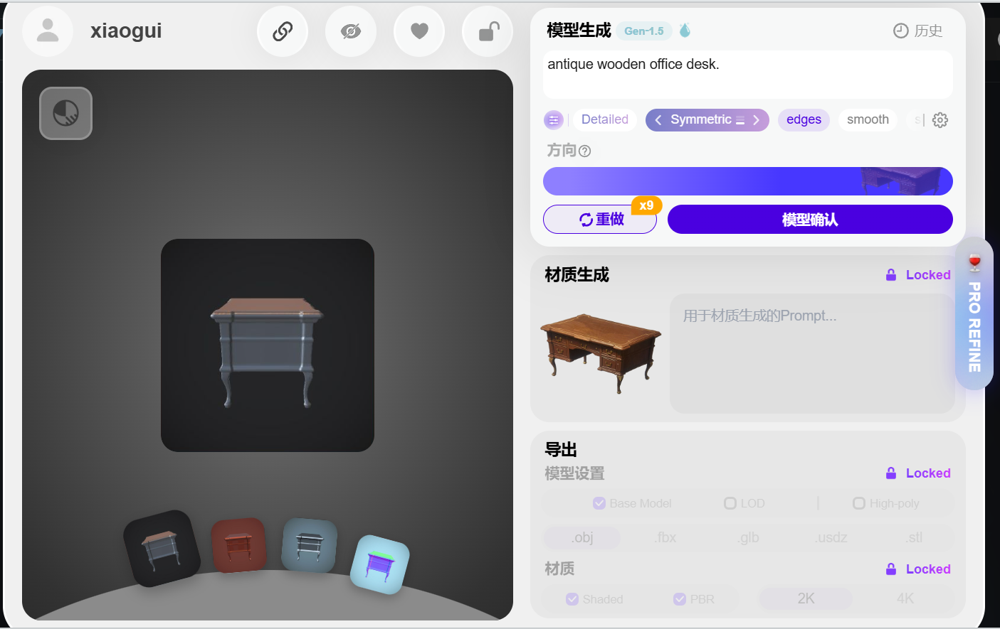 xiaogui
模型生成 Gen-1.5
历史
antique wooden office desk.
Detailed
Symmetric
edges
smooth
方向
x9
重做
模型确认
PRO REFINE
材质生成
Locked
用于材质生成的Prompt...
导出
模型设置
Locked
Base Model
LOD
High-poly
.obj
.fbx
.glb
.usdz
.stl
材质
Locked
Shaded
PBR
2K
4K